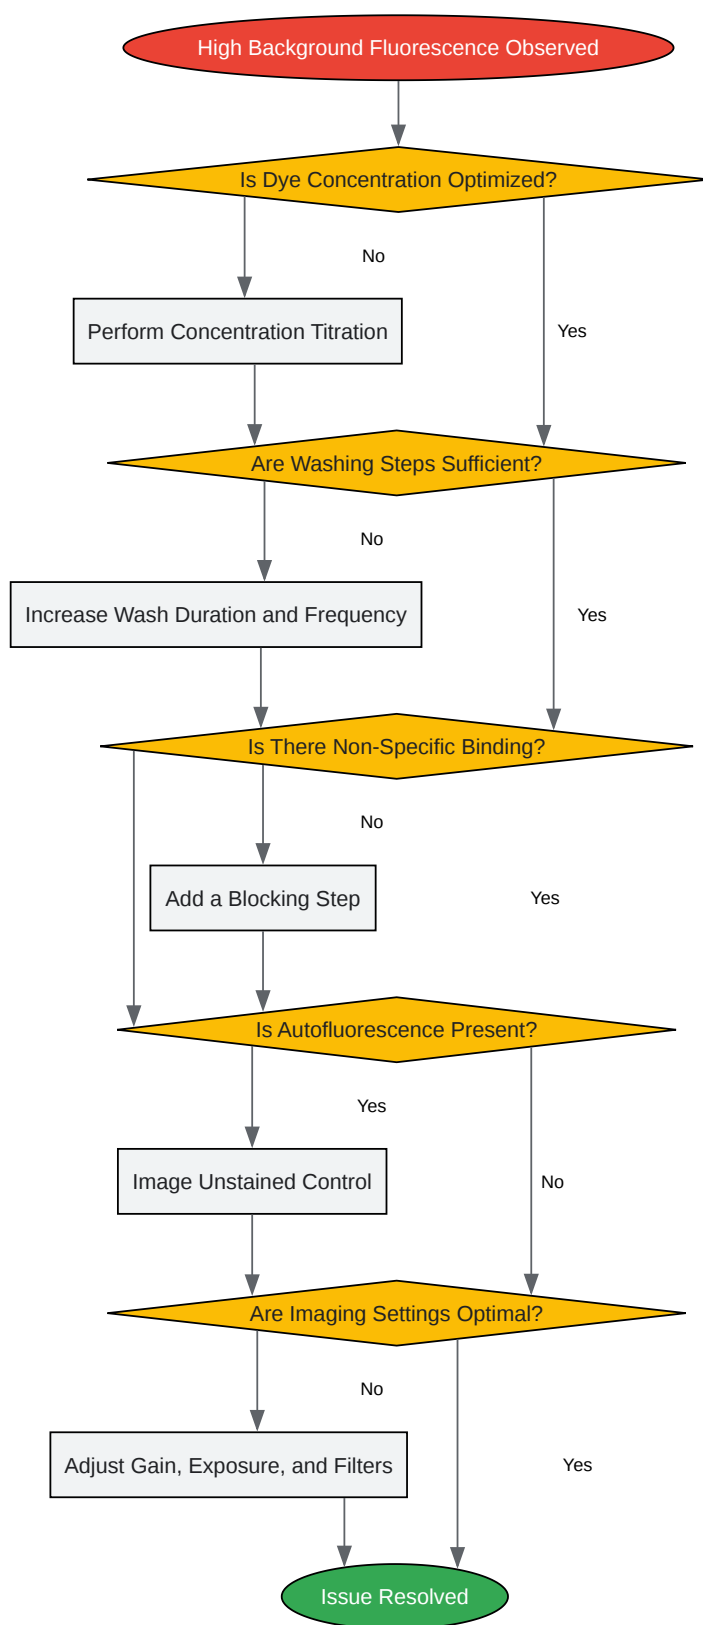 High Background Fluorescence Observed
Is Dye Concentration Optimized?
No
Perform Concentration Titration
Yes
Are Washing Steps Sufficient?
No
Increase Wash Duration and Frequency
Yes
Is There Non-Specific Binding?
No
Add a Blocking Step
Yes
Is Autofluorescence Present?
Yes
Image Unstained Control
No
Are Imaging Settings Optimal?
No
Adjust Gain, Exposure, and Filters
Yes
Issue Resolved